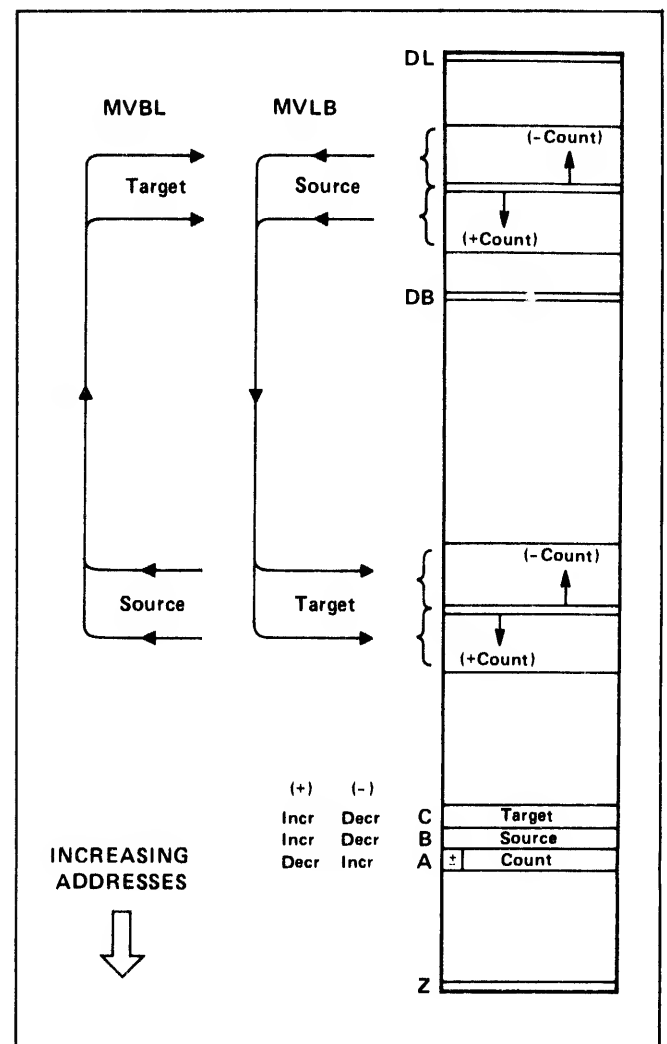 DL
MVBL MVLB
(-Count)
Target Source
(+Count)
DB
(-Count)
Source Target
(+Count)
(+) (-)
Incr Decr C Target
Incr Decr B Source
Decr Incr A ± Count
INCREASING
ADDRESSES
Z